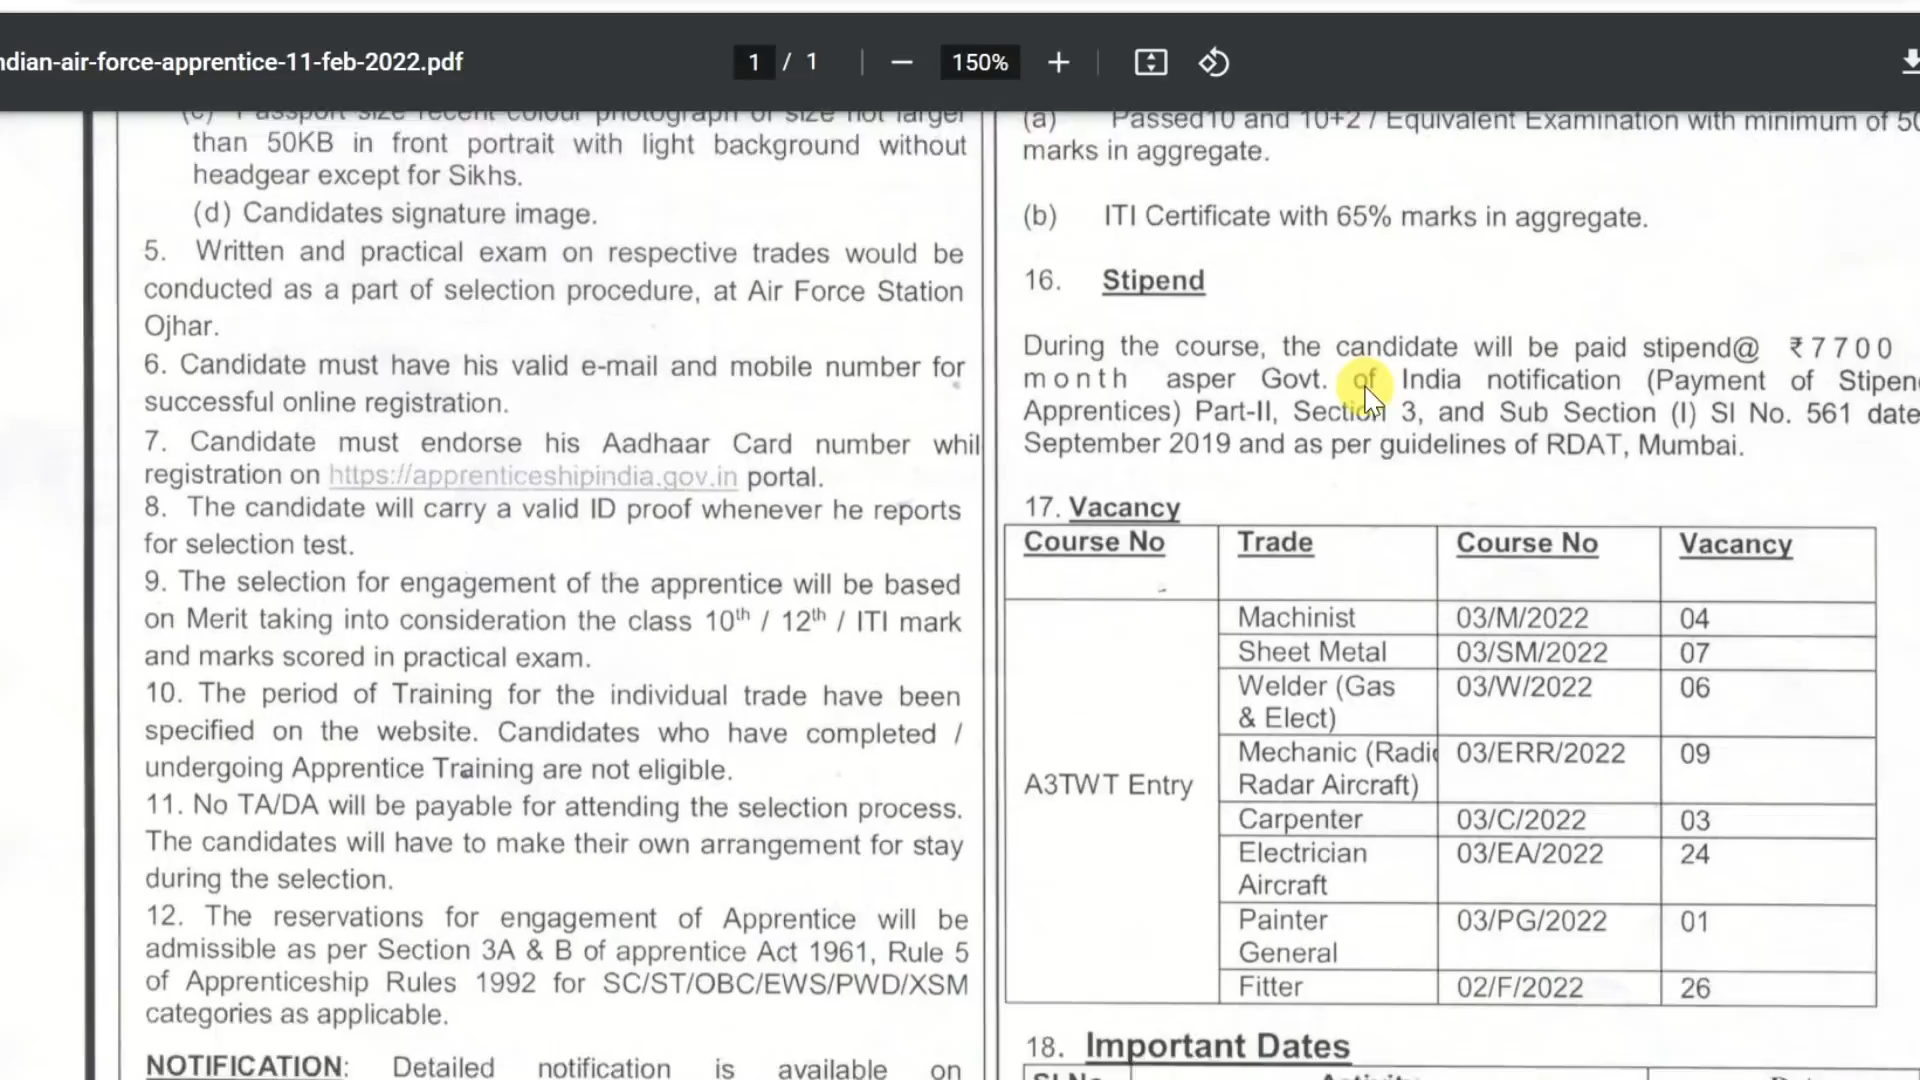 ndian-air-force-apprentice-11-feb-2022.pdf
1 / 1
150%
(c) Passport size recent colour photograph of size not larger
than 50KB in front portrait with light background without
headgear except for Sikhs.
(d) Candidates signature image.
5. Written and practical exam on respective trades would be
conducted as a part of selection procedure, at Air Force Station
Ojhar.
6. Candidate must have his valid e-mail and mobile number for
successful online registration.
7. Candidate must endorse his Aadhaar Card number whil
registration on https://apprenticeshipindia.gov.in portal.
8. The candidate will carry a valid ID proof whenever he reports
for selection test.
9. The selection for engagement of the apprentice will be based
on Merit taking into consideration the class 10th / 12th / ITI mark
and marks scored in practical exam.
10. The period of Training for the individual trade have been
specified on the website. Candidates who have completed /
undergoing Apprentice Training are not eligible.
11. No TA/DA will be payable for attending the selection process.
The candidates will have to make their own arrangement for stay
during the selection.
12. The reservations for engagement of Apprentice will be
admissible as per Section 3A & B of apprentice Act 1961, Rule 5
of Apprenticeship Rules 1992 for SC/ST/OBC/EWS/PWD/XSM
categories as applicable.
NOTIFICATION: Detailed notification is available on
(a) Passed10 and 10+2 / Equivalent Examination with minimum of 50
marks in aggregate.
(b) ITI Certificate with 65% marks in aggregate.
16. Stipend
During the course, the candidate will be paid stipend@ ₹7700
month asper Govt. of India notification (Payment of Stipen
Apprentices) Part-II, Section 3, and Sub Section (I) SI No. 561 date
September 2019 and as per guidelines of RDAT, Mumbai.
17. Vacancy
Course No Trade Course No Vacancy
A3TWT Entry
Machinist 03/M/2022 04
Sheet Metal 03/SM/2022 07
Welder (Gas 03/W/2022 06
& Elect)
Mechanic (Radio 03/ERR/2022 09
Radar Aircraft)
Carpenter 03/C/2022 03
Electrician 03/EA/2022 24
Aircraft
Painter 03/PG/2022 01
General
Fitter 02/F/2022 26
18. Important Dates
Sl No Activity Date